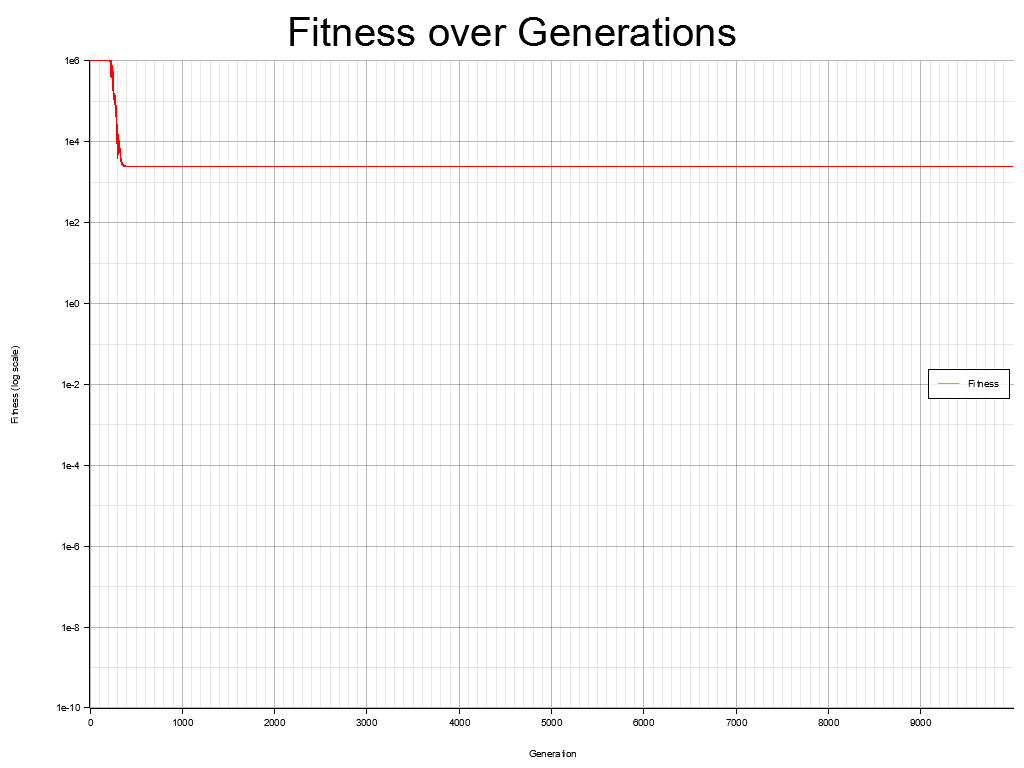 Fitness over Generations
1e6
1e4
1e2
1e0
1e-2
1e-4
1e-6
1e-8
1e-10
Fitness (log scale)
Fitness
0 1000 2000 3000 4000 5000 6000 7000 8000 9000
Generation